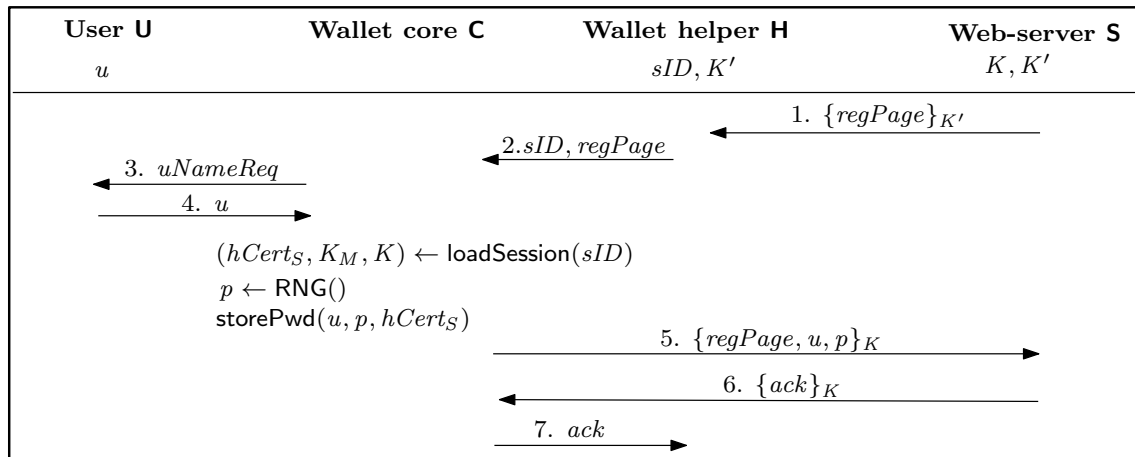 User U Wallet core C Wallet helper H Web-server S
u sID, K′ K, K′
1. {regPage}K′
2.sID, regPage
3. uNameReq
4. u
(hCertS, KM, K) ← loadSession(sID)
p ← RNG()
storePwd(u, p, hCertS)
5. {regPage, u, p}K
6. {ack}K
7. ack